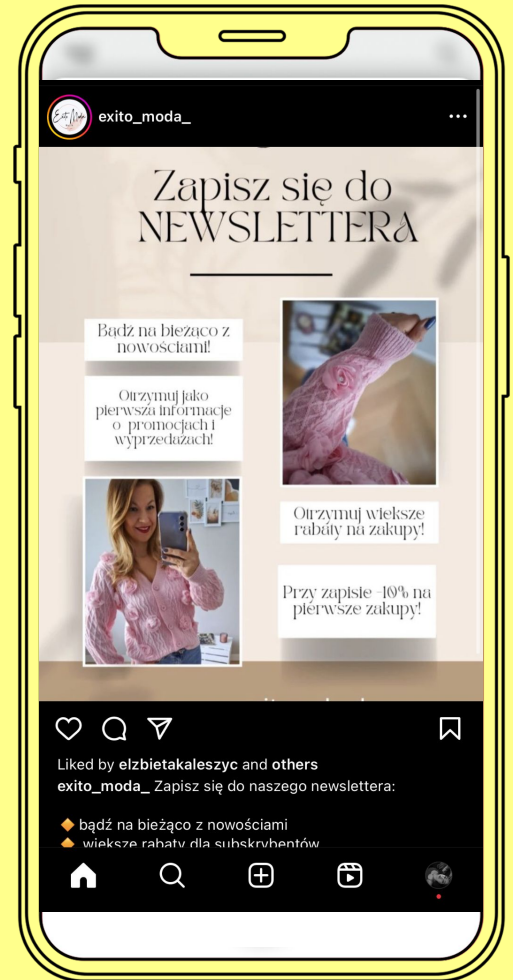 exito_moda_
Zapisz się do
NEWSLETTERA
Bądź na bieżąco z
nowościami!
Otrzymuj jako
pierwsza informacje
o promocjach i
wyprzedażach!
Otrzymuj większe
rabaty na zakupy!
Przy zapisie -10% na
pierwsze zakupy!
Liked by elzbietakaleszyc and others
exito_moda_ Zapisz się do naszego newslettera:
🔶 bądź na bieżąco z nowościami
🔶 większe rabaty dla subskrybentów